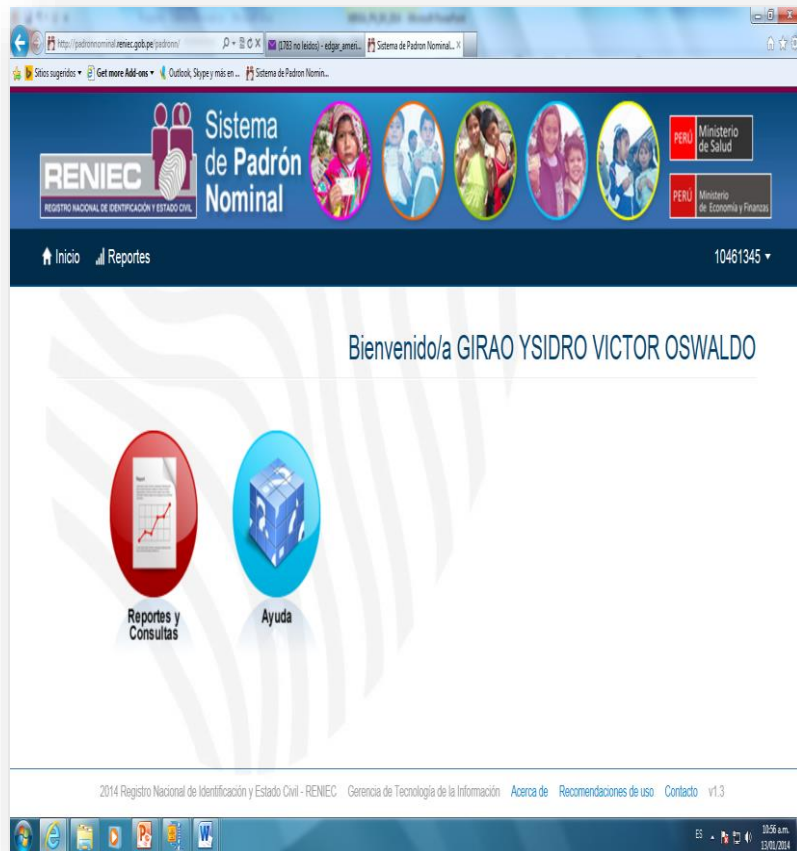 http://padronnominal.reniec.gob.pe/padronn/
(1783 no leídos) - edgar_ameri...
Sistema de Padron Nominal...
Sitios sugeridos
Get more Add-ons
Outlook, Skype y más en ...
Sistema de Padron Nomin...
RENIEC
REGISTRO NACIONAL DE IDENTIFICACIÓN Y ESTADO CIVIL
Sistema
de Padrón
Nominal
PERÚ
Ministerio
de Salud
PERÚ
Ministerio
de Economía y Finanzas
Inicio
Reportes
10461345
Bienvenido/a GIRAO YSIDRO VICTOR OSWALDO
Reportes y
Consultas
Ayuda
2014 Registro Nacional de Identificación y Estado Civil - RENIEC Gerencia de Tecnología de la Información Acerca de Recomendaciones de uso Contacto v1.3
ES
10:56 a.m.
13/01/2014